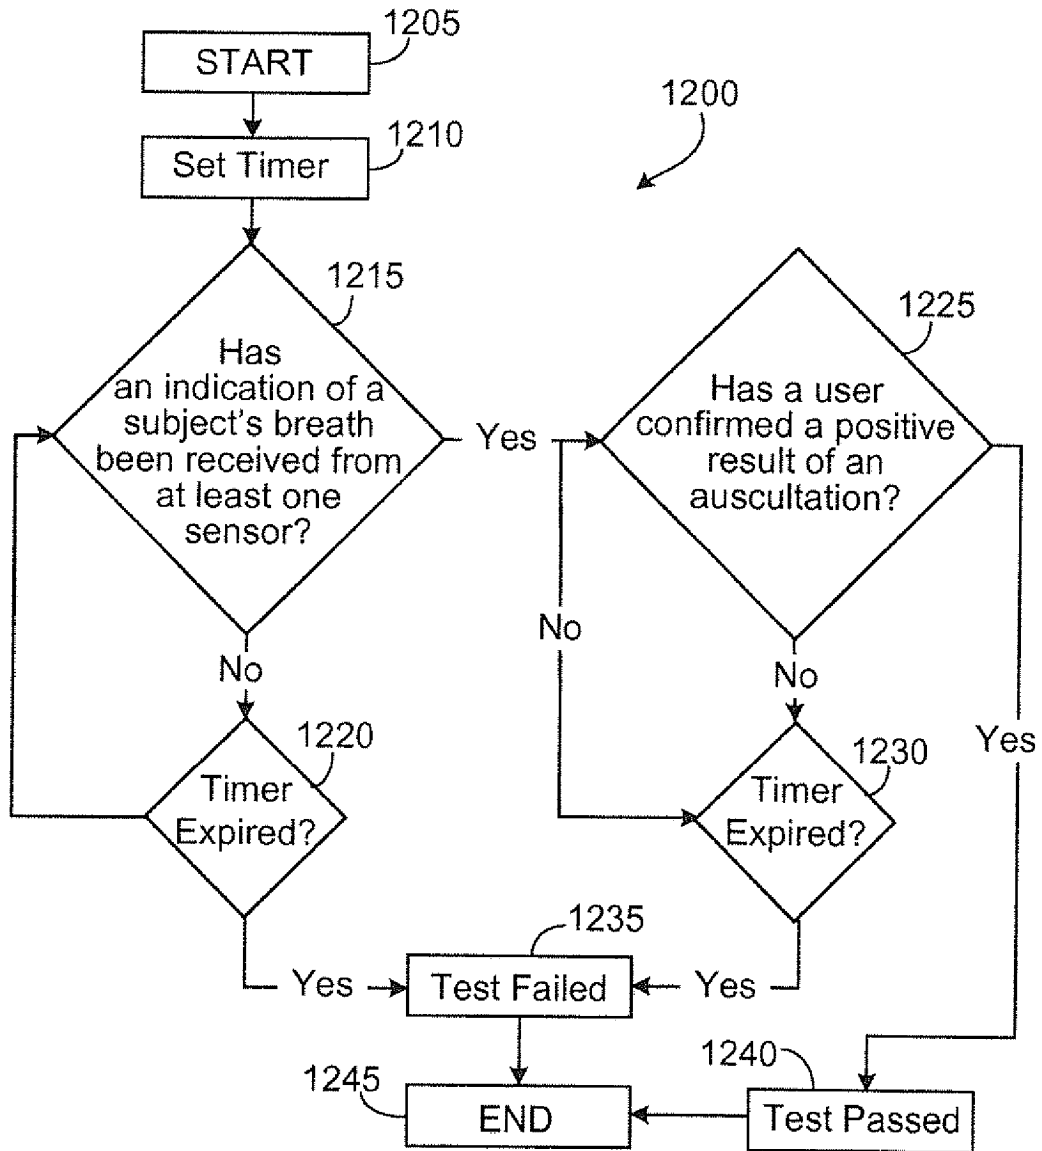 1205
START
1200
1210
Set Timer
1215
Has
an indication of a
subject's breath
been received from
at least one
sensor?
Yes
1225
Has a user
confirmed a positive
result of an
auscultation?
No
No
No
Yes
1220
Timer
Expired?
1230
Timer
Expired?
1235
Yes
Test Failed
Yes
1240
1245
END
Test Passed